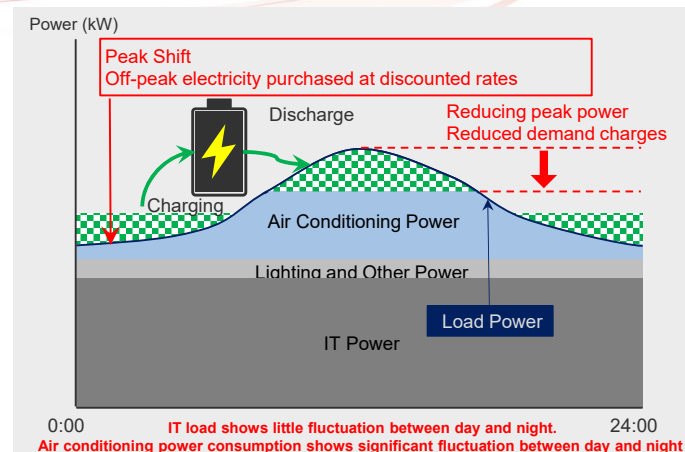 Power (kW)
Peak Shift
Off-peak electricity purchased at discounted rates
Discharge
Reducing peak power
Reduced demand charges
Charging
Air Conditioning Power
Lighting and Other Power
Load Power
IT Power
0:00
24:00
IT load shows little fluctuation between day and night.
Air conditioning power consumption shows significant fluctuation between day and night